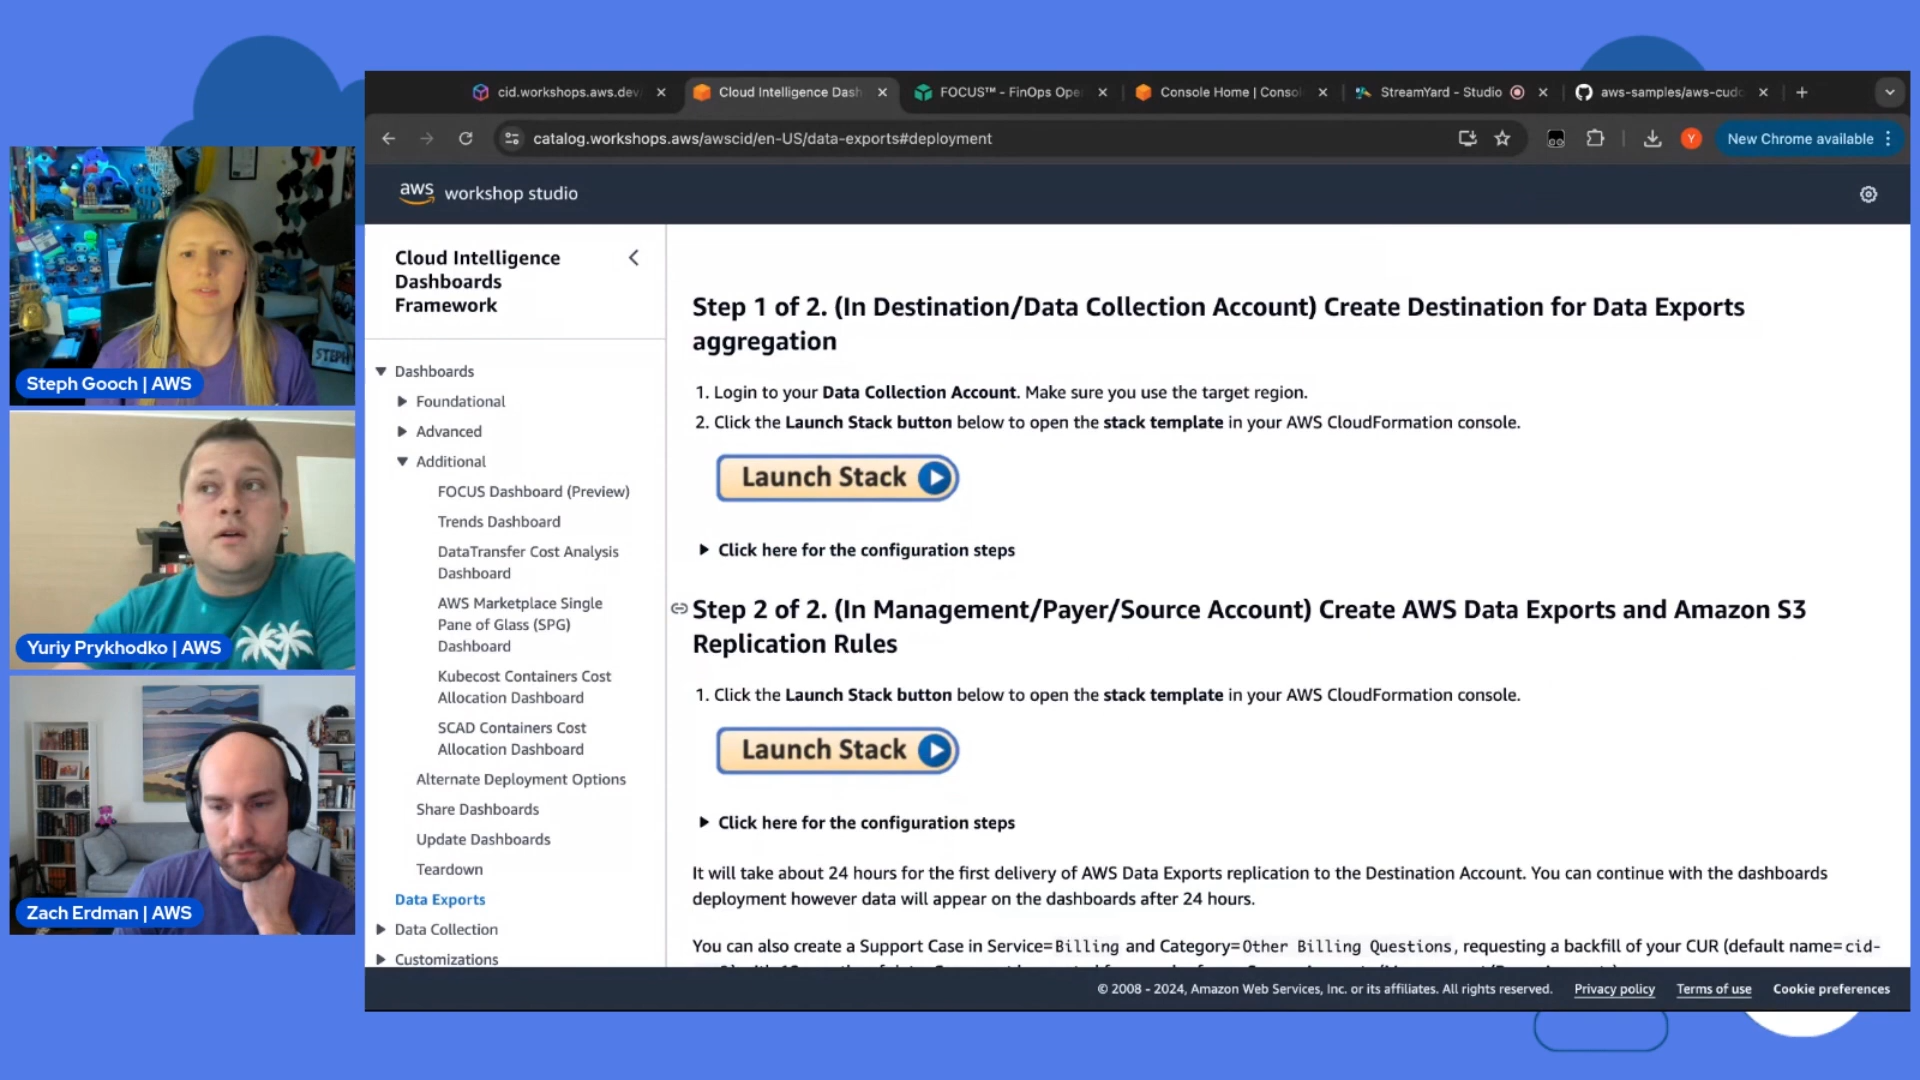 cid.workshops.aws.dev
Cloud Intelligence Dash
FOCUS™ - FinOps Ope
Console Home | Consol
StreamYard - Studio
aws-samples/aws-cudo
catalog.workshops.aws/awscid/en-US/data-exports#deployment
Y
New Chrome available
aws workshop studio
Cloud Intelligence
Dashboards
Framework
Dashboards
Foundational
Advanced
Additional
FOCUS Dashboard (Preview)
Trends Dashboard
DataTransfer Cost Analysis
Dashboard
AWS Marketplace Single
Pane of Glass (SPG)
Dashboard
Kubecost Containers Cost
Allocation Dashboard
SCAD Containers Cost
Allocation Dashboard
Alternate Deployment Options
Share Dashboards
Update Dashboards
Teardown
Data Exports
Data Collection
Customizations
Step 1 of 2. (In Destination/Data Collection Account) Create Destination for Data Exports
aggregation
1. Login to your Data Collection Account. Make sure you use the target region.
2. Click the Launch Stack button below to open the stack template in your AWS CloudFormation console.
Launch Stack
Click here for the configuration steps
Step 2 of 2. (In Management/Payer/Source Account) Create AWS Data Exports and Amazon S3
Replication Rules
1. Click the Launch Stack button below to open the stack template in your AWS CloudFormation console.
Launch Stack
Click here for the configuration steps
It will take about 24 hours for the first delivery of AWS Data Exports replication to the Destination Account. You can continue with the dashboards
deployment however data will appear on the dashboards after 24 hours.
You can also create a Support Case in Service=Billing and Category=Other Billing Questions, requesting a backfill of your CUR (default name=cid-
© 2008 - 2024, Amazon Web Services, Inc. or its affiliates. All rights reserved.
Privacy policy
Terms of use
Cookie preferences
STEPH
Steph Gooch | AWS
Yuriy Prykhodko | AWS
Zach Erdman | AWS